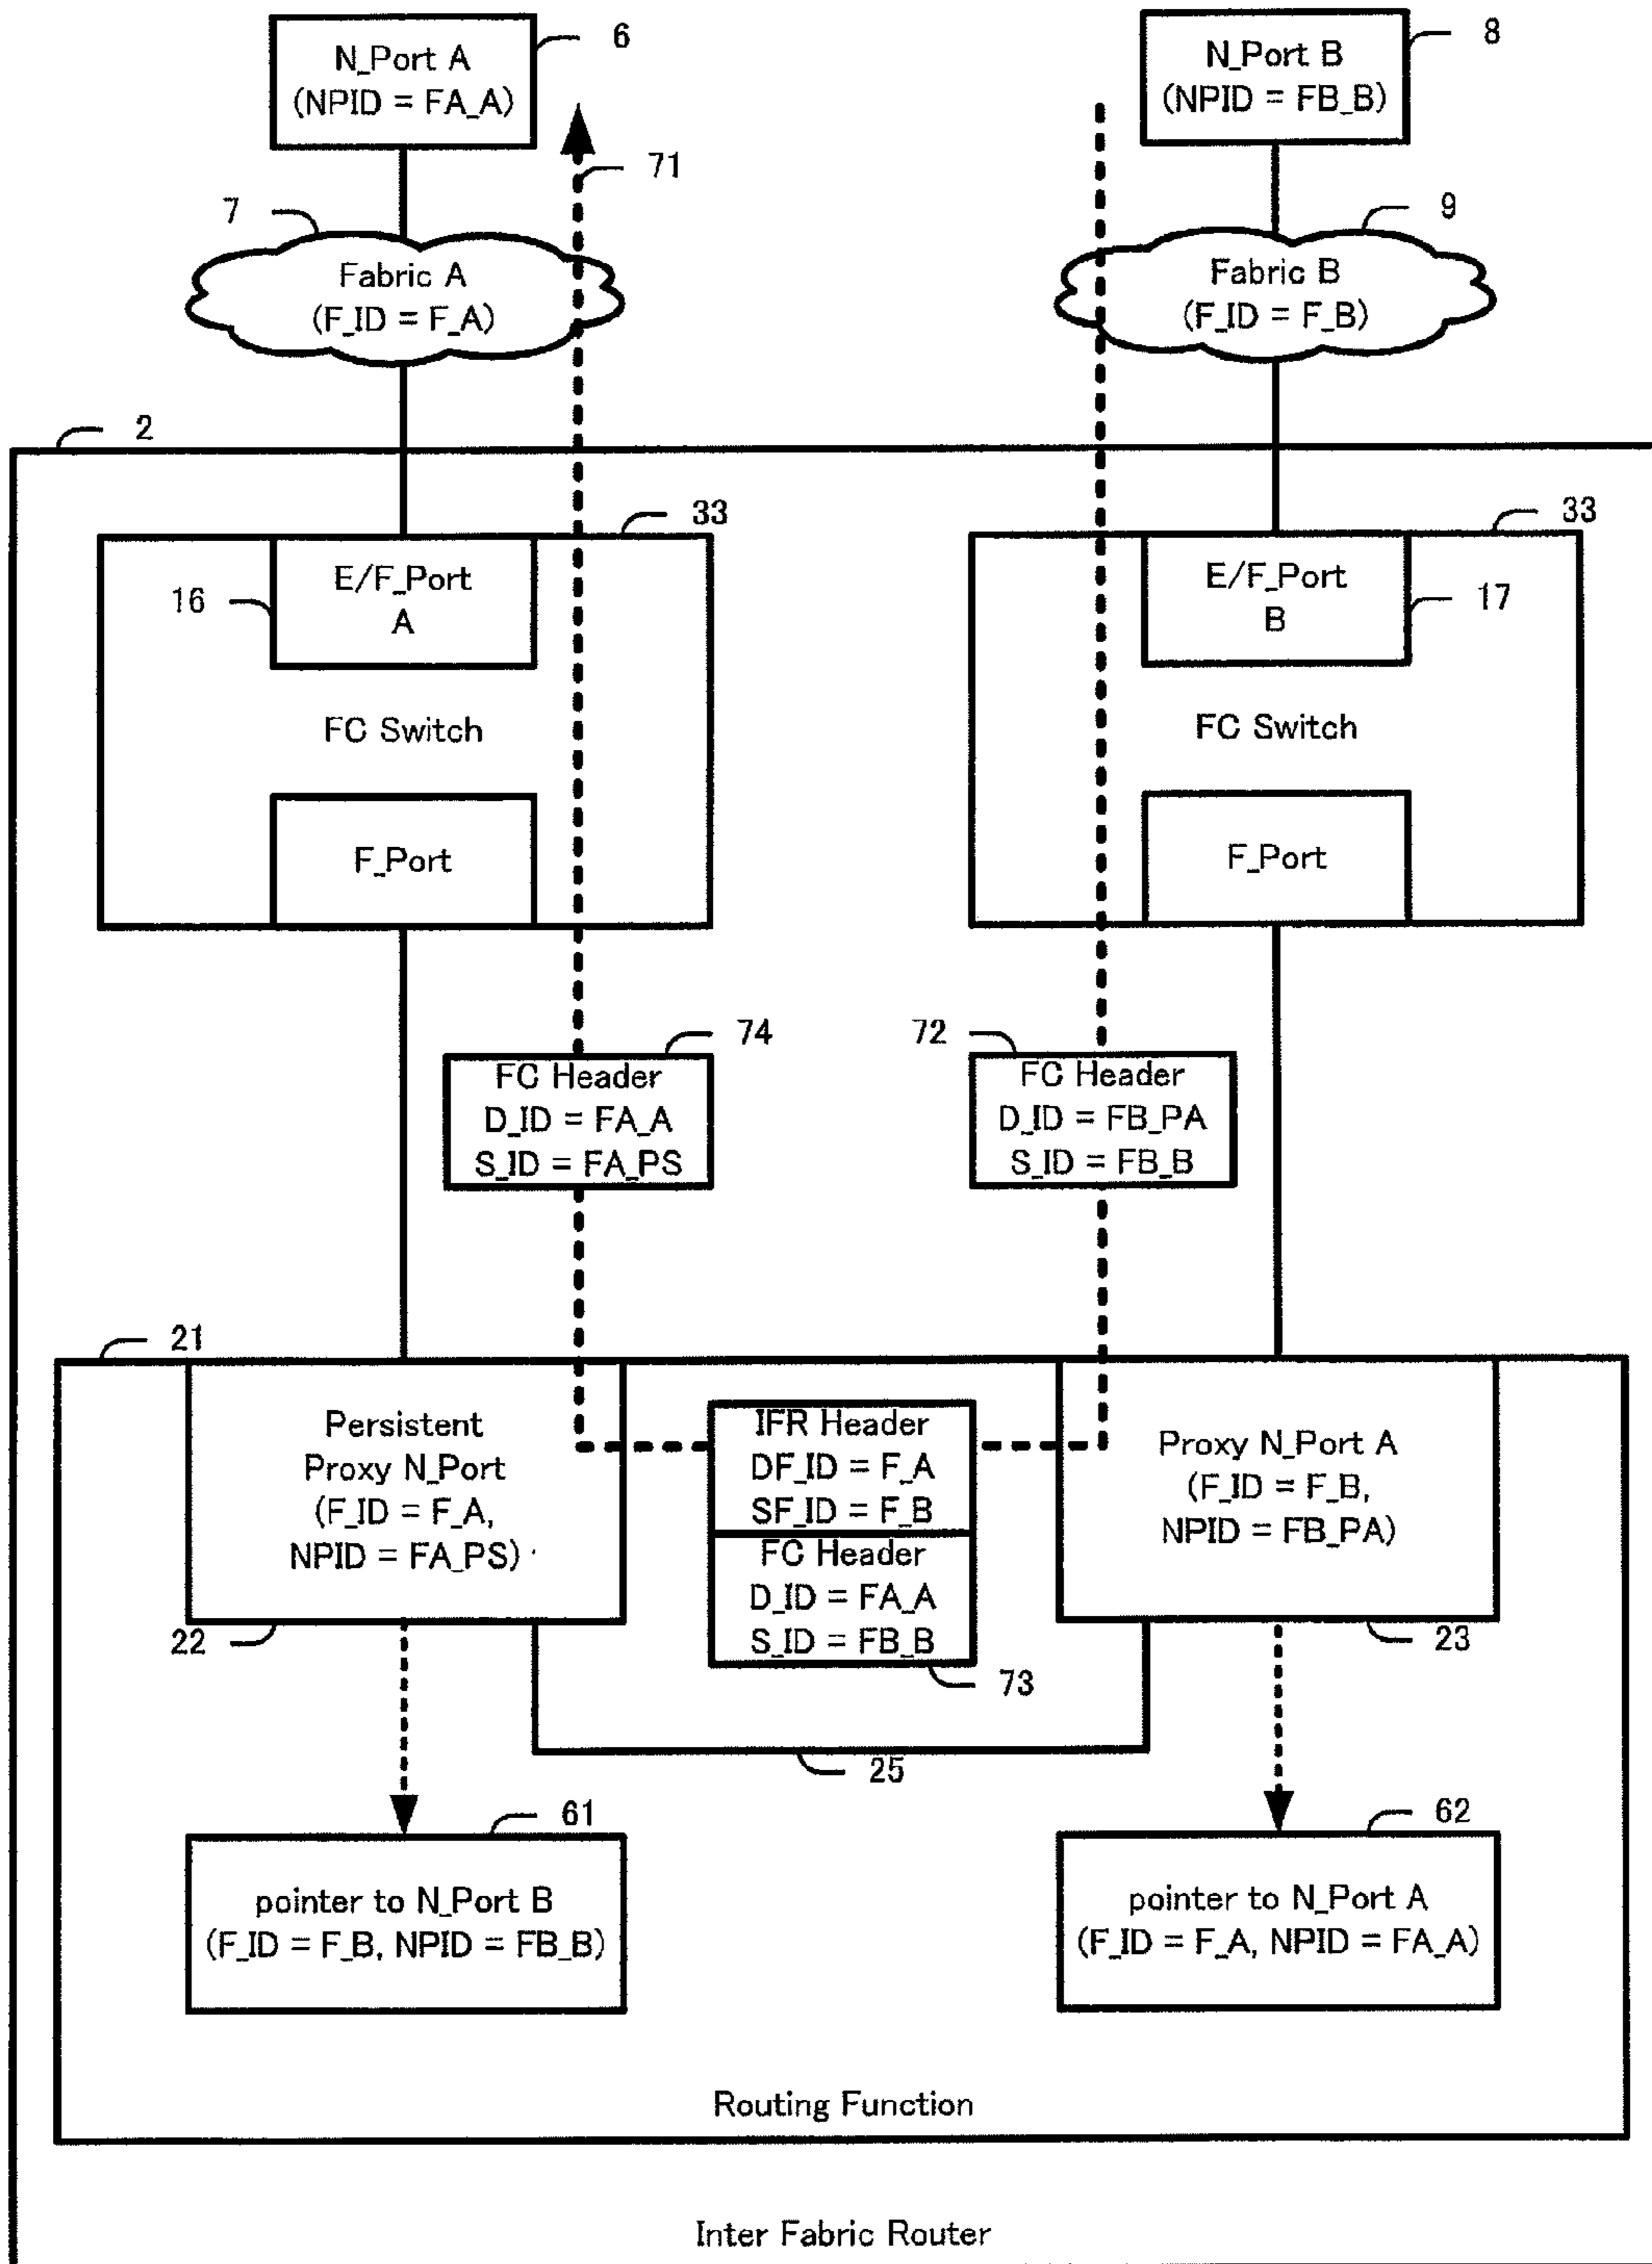 N_Port A
(NPID = FA_A)
6
N_Port B
(NPID = FB_B)
8
71
7
Fabric A
(F_ID = F_A)
9
Fabric B
(F_ID = F_B)
2
33
E/F_Port
A
16
FC Switch
F_Port
33
E/F_Port
B
17
FC Switch
F_Port
74
FC Header
D_ID = FA_A
S_ID = FA_PS
72
FC Header
D_ID = FB_PA
S_ID = FB_B
21
Persistent
Proxy N_Port
(F_ID = F_A,
NPID = FA_PS)
22
IFR Header
DF_ID = F_A
SF_ID = F_B
FC Header
D_ID = FA_A
S_ID = FB_B
73
Proxy N_Port A
(F_ID = F_B,
NPID = FB_PA)
23
25
61
pointer to N_Port B
(F_ID = F_B, NPID = FB_B)
62
pointer to N_Port A
(F_ID = F_A, NPID = FA_A)
Routing Function
Inter Fabric Router